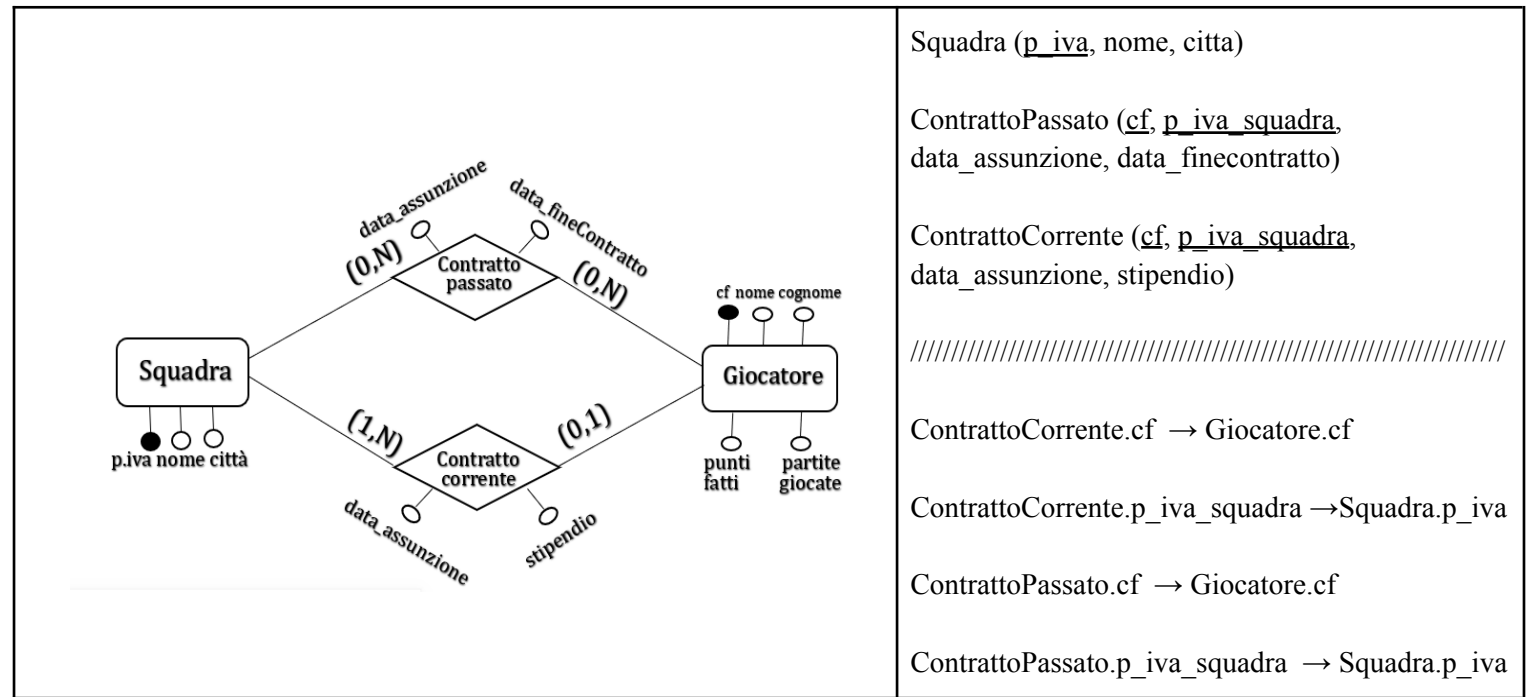 data_assunzione
data_fineContratto
(0,N)
Contratto
passato
(0,N)
cf nome cognome
Squadra
Giocatore
p.iva nome città
(1,N)
(0,1)
Contratto
corrente
punti
fatti
partite
giocate
data_assunzione
stipendio
Squadra (p_iva, nome, citta)
ContrattoPassato (cf, p_iva_squadra,
data_assunzione, data_finecontratto)
ContrattoCorrente (cf, p_iva_squadra,
data_assunzione, stipendio)
/////////////////////////////////////////////////////////////////////////
ContrattoCorrente.cf → Giocatore.cf
ContrattoCorrente.p_iva_squadra →Squadra.p_iva
ContrattoPassato.cf → Giocatore.cf
ContrattoPassato.p_iva_squadra → Squadra.p_iva